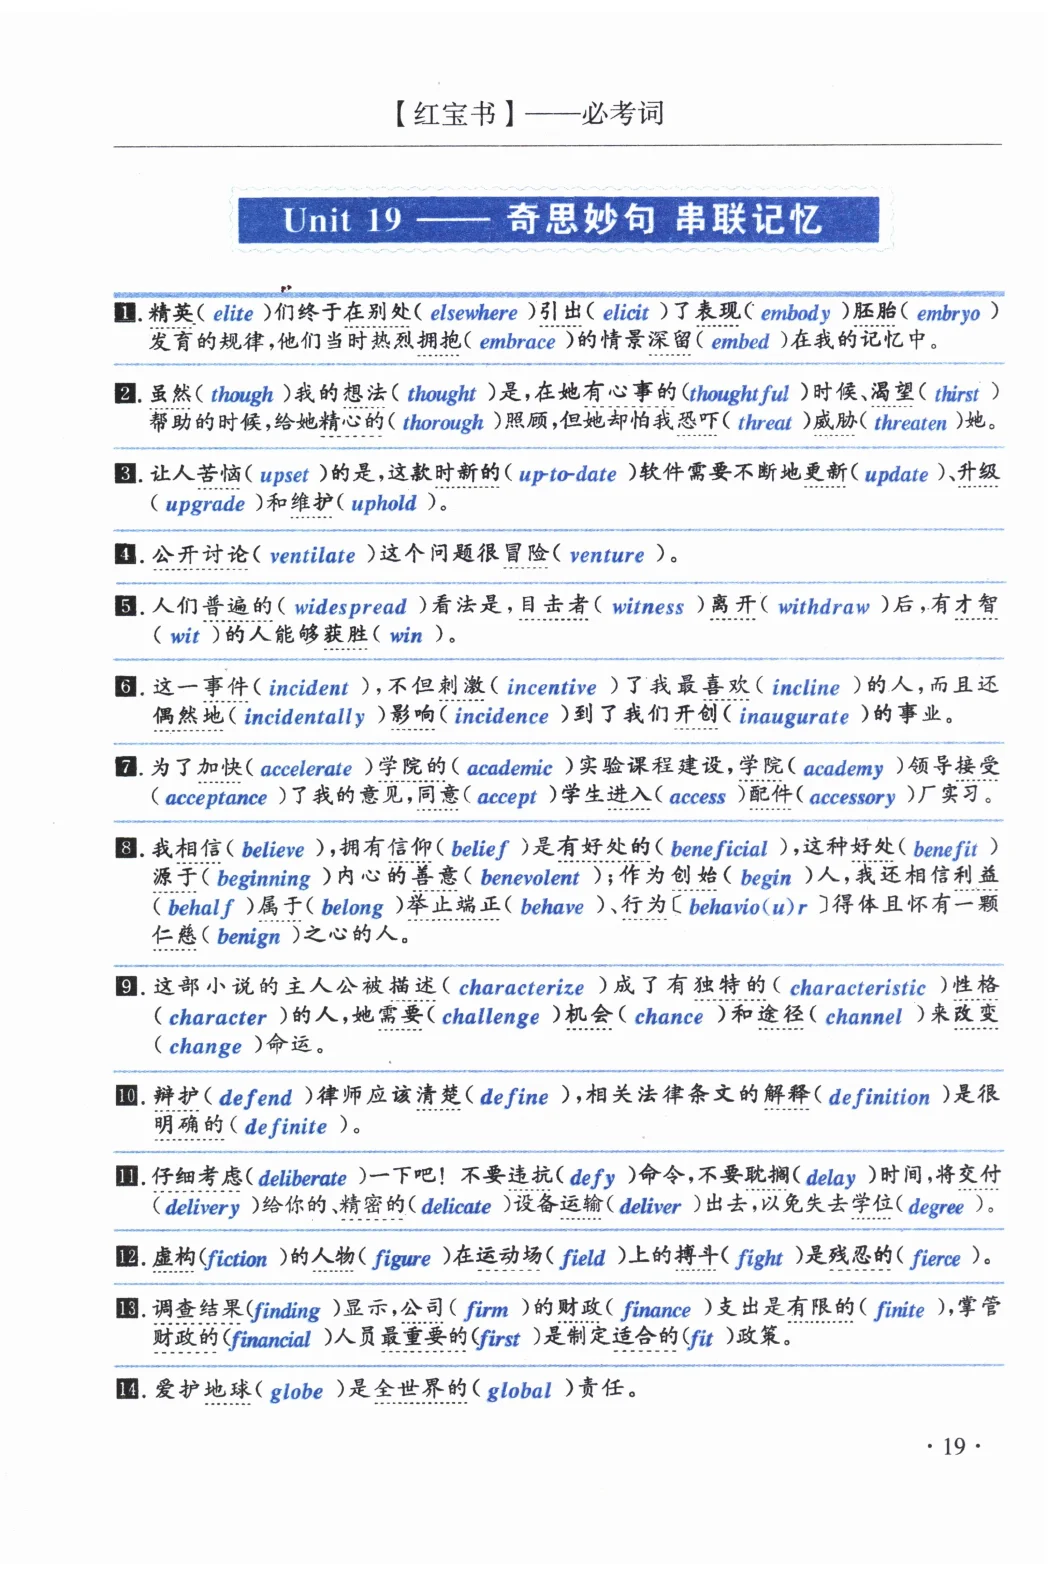 【红宝书】——必考词
Unit 19 —— 奇思妙句 串联记忆
1. 精英( elite )们终于在别处( elsewhere )引出( elicit )了表现( embody )胚胎( embryo )
发育的规律,他们当时热烈拥抱( embrace )的情景深留( embed )在我的记忆中。
2. 虽然( though )我的想法( thought )是,在她有心事的(thoughtful )时候、渴望( thirst )
帮助的时候,给她精心的( thorough )照顾,但她却怕我恐吓( threat )威胁( threaten )她。
3. 让人苦恼( upset )的是,这款时新的( up-to-date )软件需要不断地更新( update )、升级
( upgrade )和维护( uphold )。
4. 公开讨论( ventilate )这个问题很冒险( venture )。
5. 人们普遍的( widespread )看法是,目击者( witness )离开( withdraw )后,有才智
( wit )的人能够获胜( win )。
6. 这一事件( incident ),不但刺激( incentive )了我最喜欢( incline )的人,而且还
偶然地( incidentally )影响( incidence )到了我们开创( inaugurate )的事业。
7. 为了加快( accelerate )学院的( academic )实验课程建设,学院( academy )领导接受
( acceptance )了我的意见,同意( accept )学生进入( access )配件( accessory )厂实习。
8. 我相信( believe ),拥有信仰( belief )是有好处的( beneficial ),这种好处( benefit )
源于( beginning )内心的善意( benevolent );作为创始( begin )人,我还相信利益
( behalf )属于( belong )举止端正( behave )、行为〔 behavio(u)r 〕得体且怀有一颗
仁慈( benign )之心的人。
9. 这部小说的主人公被描述( characterize )成了有独特的( characteristic )性格
( character )的人,她需要( challenge )机会( chance )和途径( channel )来改变
( change )命运。
10. 辩护( defend )律师应该清楚( define ),相关法律条文的解释( definition )是很
明确的( definite )。
11. 仔细考虑( deliberate )一下吧! 不要违抗( defy )命令,不要耽搁( delay )时间,将交付
( delivery )给你的、精密的( delicate )设备运输( deliver )出去,以免失去学位( degree )。
12. 虚构(fiction )的人物( figure )在运动场( field )上的搏斗( fight )是残忍的( fierce )。
13. 调查结果(finding )显示,公司( firm )的财政( finance )支出是有限的( finite ),掌管
财政的(financial )人员最重要的(first )是制定适合的(fit )政策。
14. 爱护地球( globe )是全世界的( global )责任。
· 19 ·